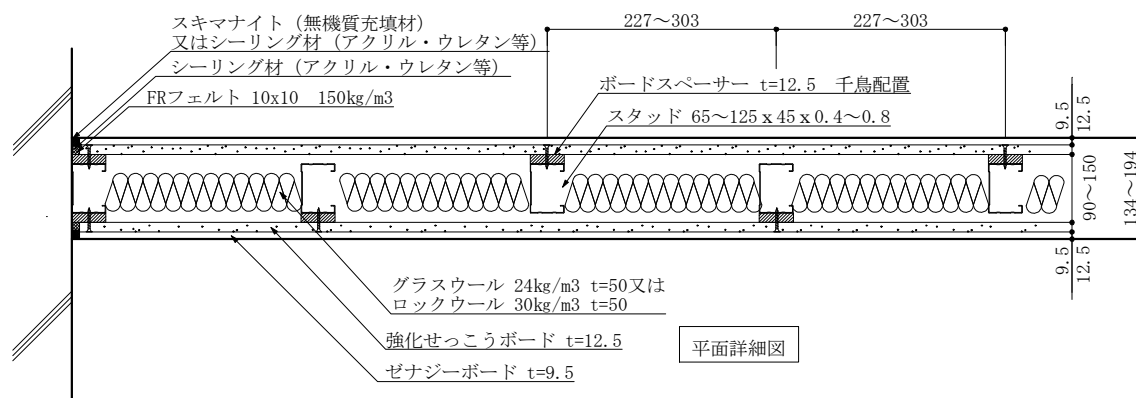 スキマナイト (無機質充填材)
又はシーリング材 (アクリル・ウレタン等)
シーリング材 (アクリル・ウレタン等)
FRフェルト 10x10 150kg/m3
227～303
227～303
ボードスペーサー t=12.5 千鳥配置
スタッド 65～125 x 45 x 0.4～0.8
9.5
12.5
90～150
134～194
9.5
12.5
グラスウール 24kg/m3 t=50又は
ロックウール 30kg/m3 t=50
強化せっこうボード t=12.5
ゼナジーボード t=9.5
平面詳細図